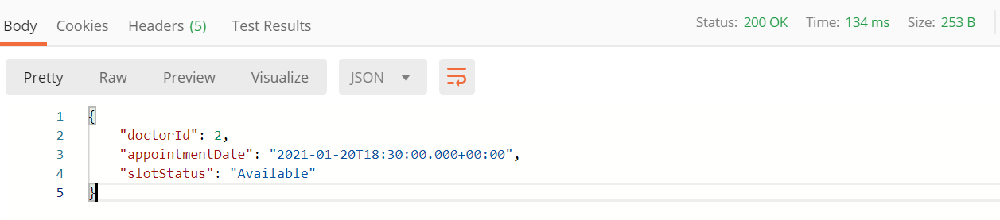 Body Cookies Headers (5) Test Results Status: 200 OK Time: 134 ms Size: 253 B
Pretty Raw Preview Visualize JSON
1 {
2 "doctorId": 2,
3 "appointmentDate": "2021-01-20T18:30:00.000+00:00",
4 "slotStatus": "Available"
5 }